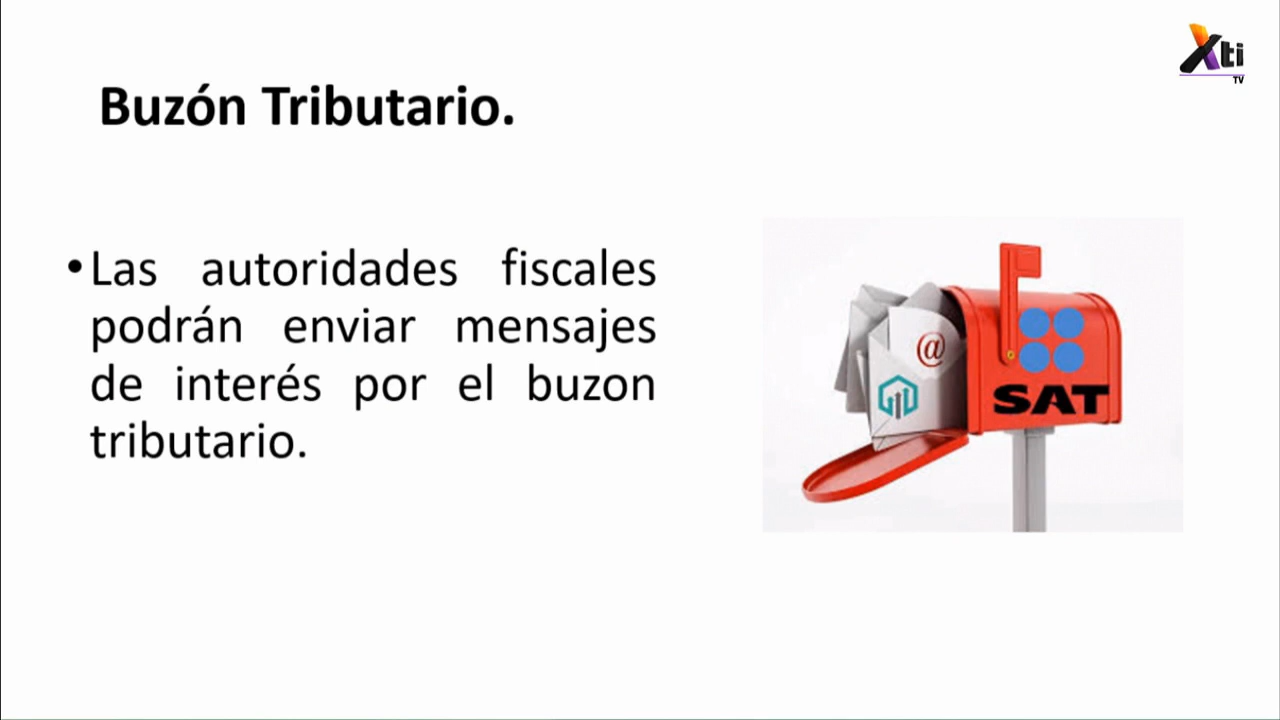 Xti
TV
Buzón Tributario.
•Las autoridades fiscales
podrán enviar mensajes
de interés por el buzon
tributario.
@
SAT